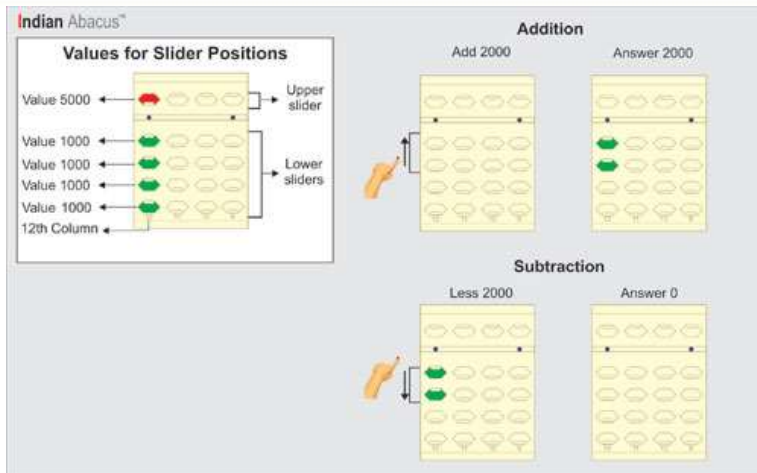 Indian Abacus™
Values for Slider Positions
Value 5000
Upper
slider
Value 1000
Value 1000
Value 1000
Value 1000
Lower
sliders
12th Column
Addition
Add 2000
Answer 2000
Subtraction
Less 2000
Answer 0